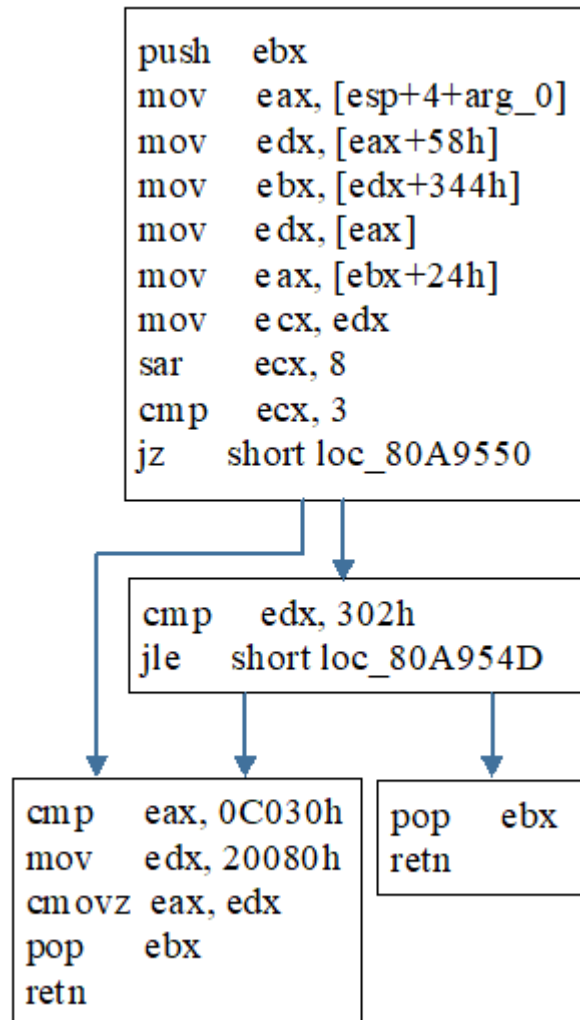 push ebx
mov eax, [esp+4+arg_0]
mov edx, [eax+58h]
mov ebx, [edx+344h]
mov edx, [eax]
mov eax, [ebx+24h]
mov ecx, edx
sar ecx, 8
cmp ecx, 3
jz short loc_80A9550
cmp edx, 302h
jle short loc_80A954D
cmp eax, 0C030h
mov edx, 20080h
cmovz eax, edx
pop ebx
retn
pop ebx
retn